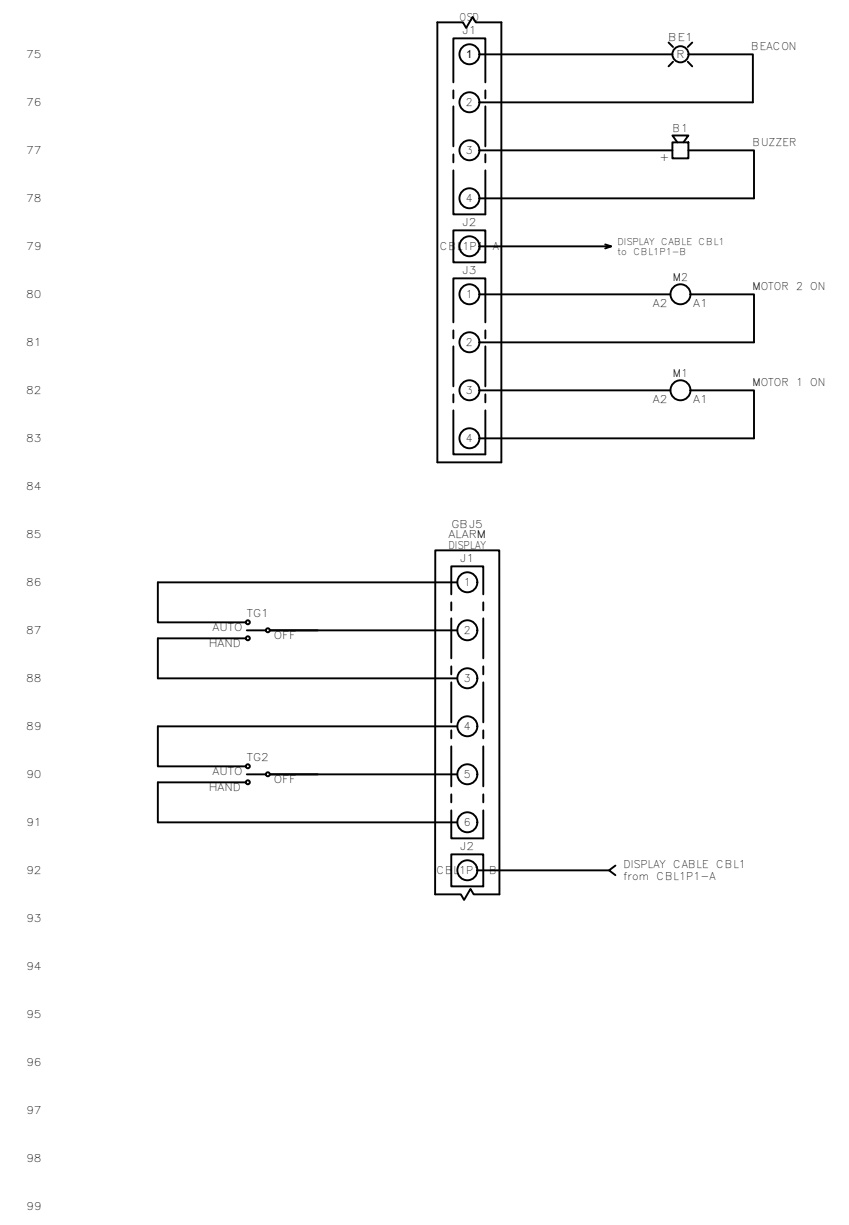 OSD
J1
75
1
BE1
R
BEACON
76
2
77
3
B1
+
BUZZER
78
4
J2
79
DISPLAY CABLE CBL1
to CBL1P1-B
J3
80
1
M2
A2
A1
MOTOR 2 ON
81
2
82
3
M1
A2
A1
MOTOR 1 ON
83
4
84
85
GBJ5
ALARM
DISPLAY
J1
86
1
TG1
87
AUTO
OFF
2
HAND
88
3
89
4
TG2
90
AUTO
OFF
5
HAND
91
6
J2
92
DISPLAY CABLE CBL1
from CBL1P1-A
93
94
95
96
97
98
99